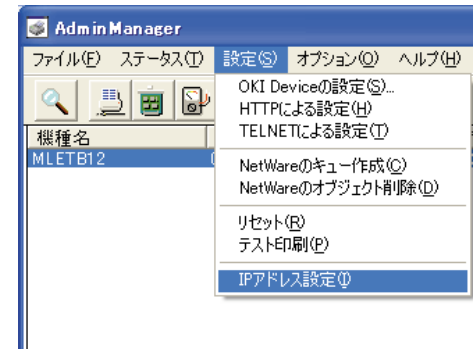 AdminManager
ファイル(F) ステータス(T) 設定(S) オプション(O) ヘルプ(H)
OKI Deviceの設定(S)...
HTTPによる設定(H)
TELNETによる設定(T)
機種名
MLETB12
NetWareのキュー作成(C)
NetWareのオブジェクト削除(D)
リセット(R)
テスト印刷(P)
IPアドレス設定(I)